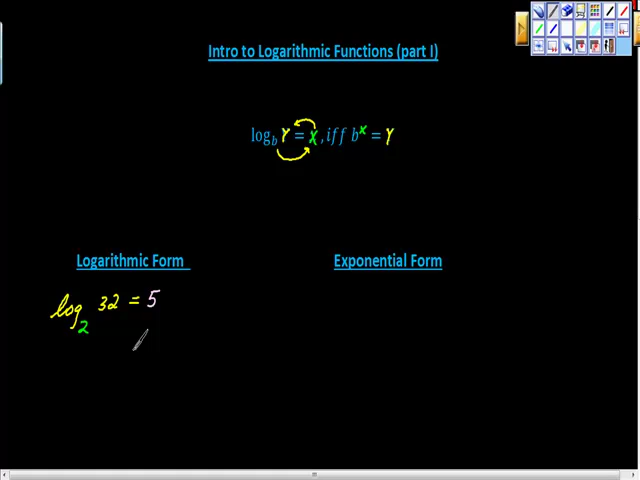 Intro to Logarithmic Functions (part I)
log_b Y = X, iff b^X = Y
Logarithmic Form
Exponential Form
log_2 32 = 5